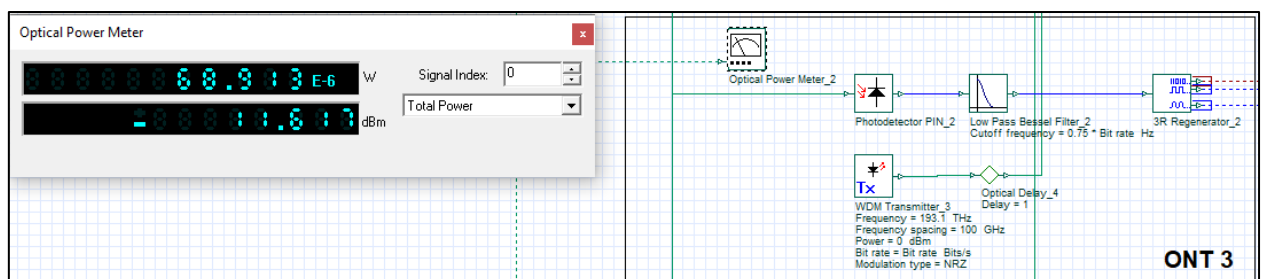 Optical Power Meter
x
68.913 E-6 W
Signal Index: 0
Total Power
- 11.617 dBm
Optical Power Meter_2
Photodetector PIN_2
Low Pass Bessel Filter_2
Cutoff frequency = 0.75 * Bit rate Hz
3R Regenerator_2
Tx
WDM Transmitter_3
Frequency = 193.1 THz
Frequency spacing = 100 GHz
Power = 0 dBm
Bit rate = Bit rate Bits/s
Modulation type = NRZ
Optical Delay_4
Delay = 1
ONT 3